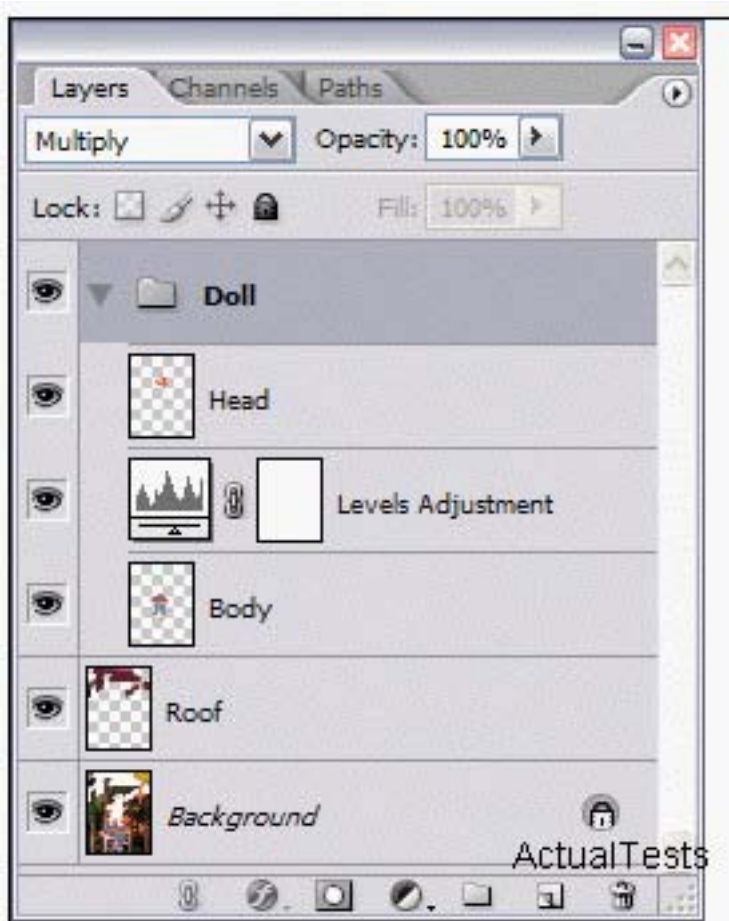 Layers Channels Paths
Multiply Opacity: 100%
Lock: Fill: 100%
Doll
Head
Levels Adjustment
Body
Roof
Background
ActualTests